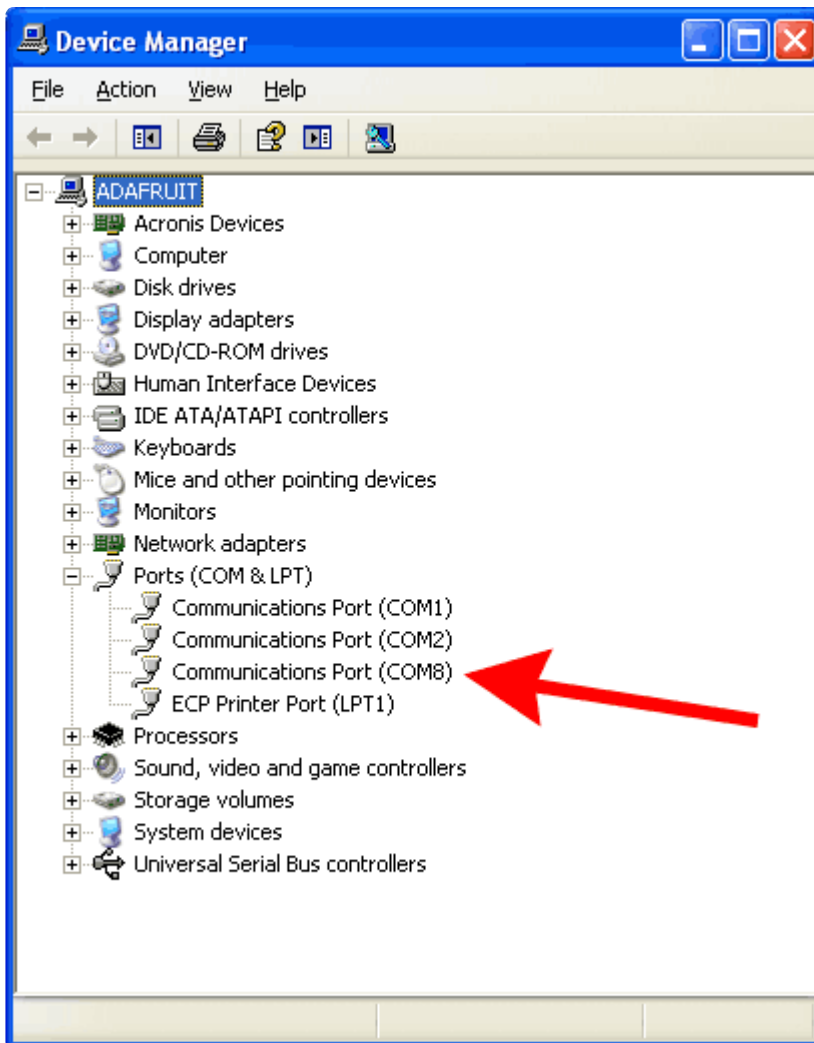 Device Manager
File Action View Help
ADAFRUIT
Acronis Devices
Computer
Disk drives
Display adapters
DVD/CD-ROM drives
Human Interface Devices
IDE ATA/ATAPI controllers
Keyboards
Mice and other pointing devices
Monitors
Network adapters
Ports (COM & LPT)
Communications Port (COM1)
Communications Port (COM2)
Communications Port (COM8)
ECP Printer Port (LPT1)
Processors
Sound, video and game controllers
Storage volumes
System devices
Universal Serial Bus controllers